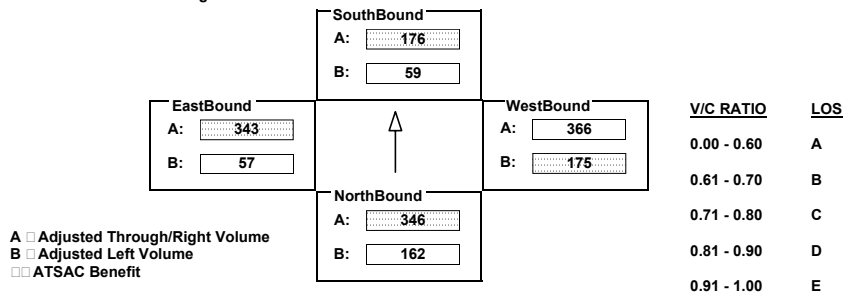 SouthBound
A: 176
B: 59
EastBound
A: 343
B: 57
WestBound
A: 366
B: 175
NorthBound
A: 346
B: 162
A □ Adjusted Through/Right Volume
B □ Adjusted Left Volume
□□ ATSAC Benefit
V/C RATIO LOS
0.00 - 0.60 A
0.61 - 0.70 B
0.71 - 0.80 C
0.81 - 0.90 D
0.91 - 1.00 E